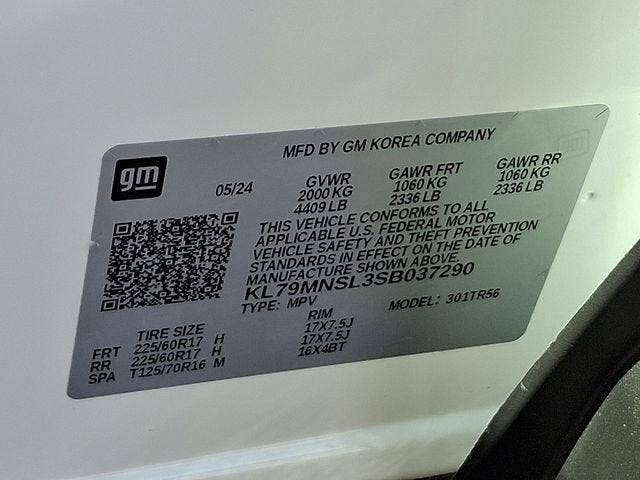 gm
MFD BY GM KOREA COMPANY
05/24
GVWR GAWR FRT GAWR RR
2000 KG 1060 KG 1060 KG
4409 LB 2336 LB 2336 LB
THIS VEHICLE CONFORMS TO ALL
APPLICABLE U.S. FEDERAL MOTOR
VEHICLE SAFETY AND THEFT PREVENTION
STANDARDS IN EFFECT ON THE DATE OF
MANUFACTURE SHOWN ABOVE.
KL79MNSL3SB037290
TYPE: MPV MODEL: 301TR56
TIRE SIZE RIM
FRT 225/60R17 H 17X7.5J
RR 225/60R17 H 17X7.5J
SPA T125/70R16 M 16X4BT